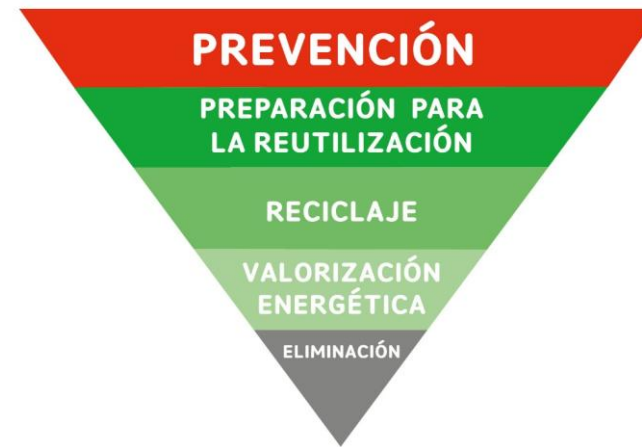 PREVENCIÓN
PREPARACIÓN PARA
LA REUTILIZACIÓN
RECICLAJE
VALORIZACIÓN
ENERGÉTICA
ELIMINACIÓN